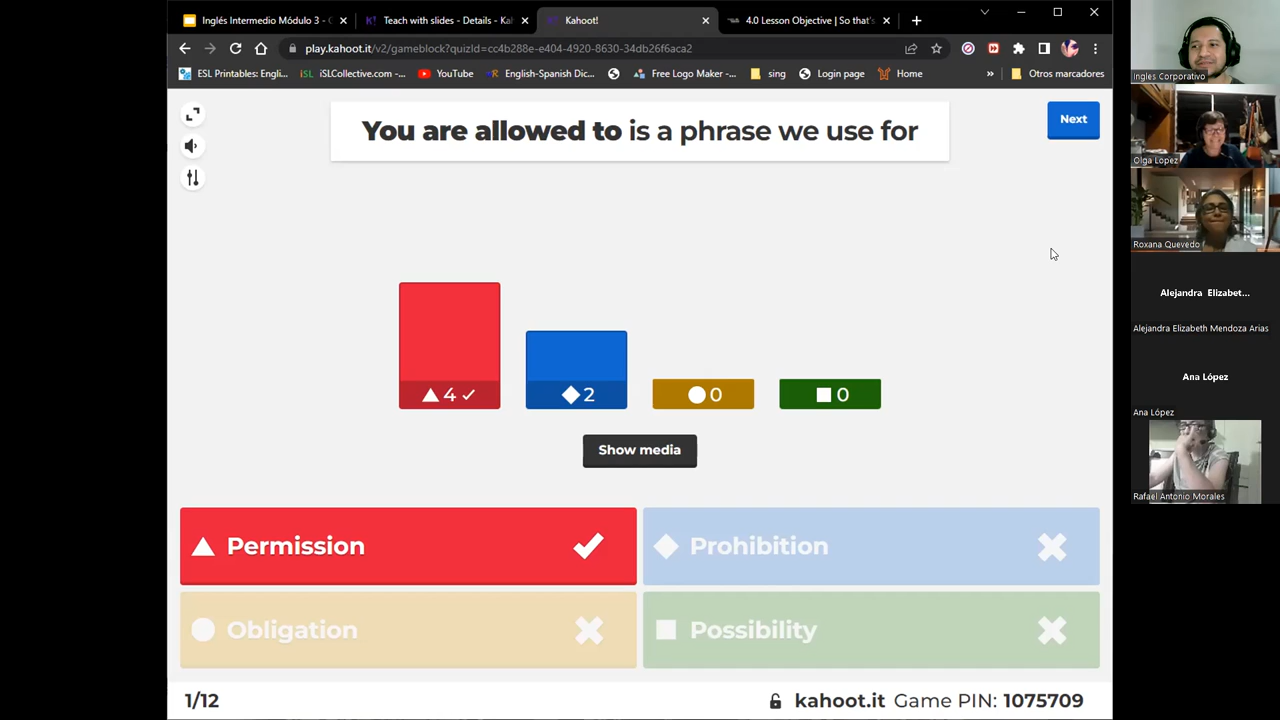 Inglés Intermedio Módulo 3 -
Teach with slides - Details - Ka
Kahoot!
4.0 Lesson Objective | So that's
play.kahoot.it/v2/gameblock?quizId=cc4b288e-e404-4920-8630-34db26f6aca2
ESL Printables: Engli...
iSLCollective.com -...
YouTube
English-Spanish Dic...
Free Logo Maker -...
sing
Login page
Home
»
Otros marcadores
You are allowed to is a phrase we use for
Next
4
2
0
0
Show media
Permission
Prohibition
Obligation
Possibility
1/12
kahoot.it Game PIN: 1075709
Ingles Corporativo
Olga Lopez
Roxana Quevedo
Alejandra Elizabet...
Alejandra Elizabeth Mendoza Arias
Ana López
Ana López
Rafael Antonio Morales